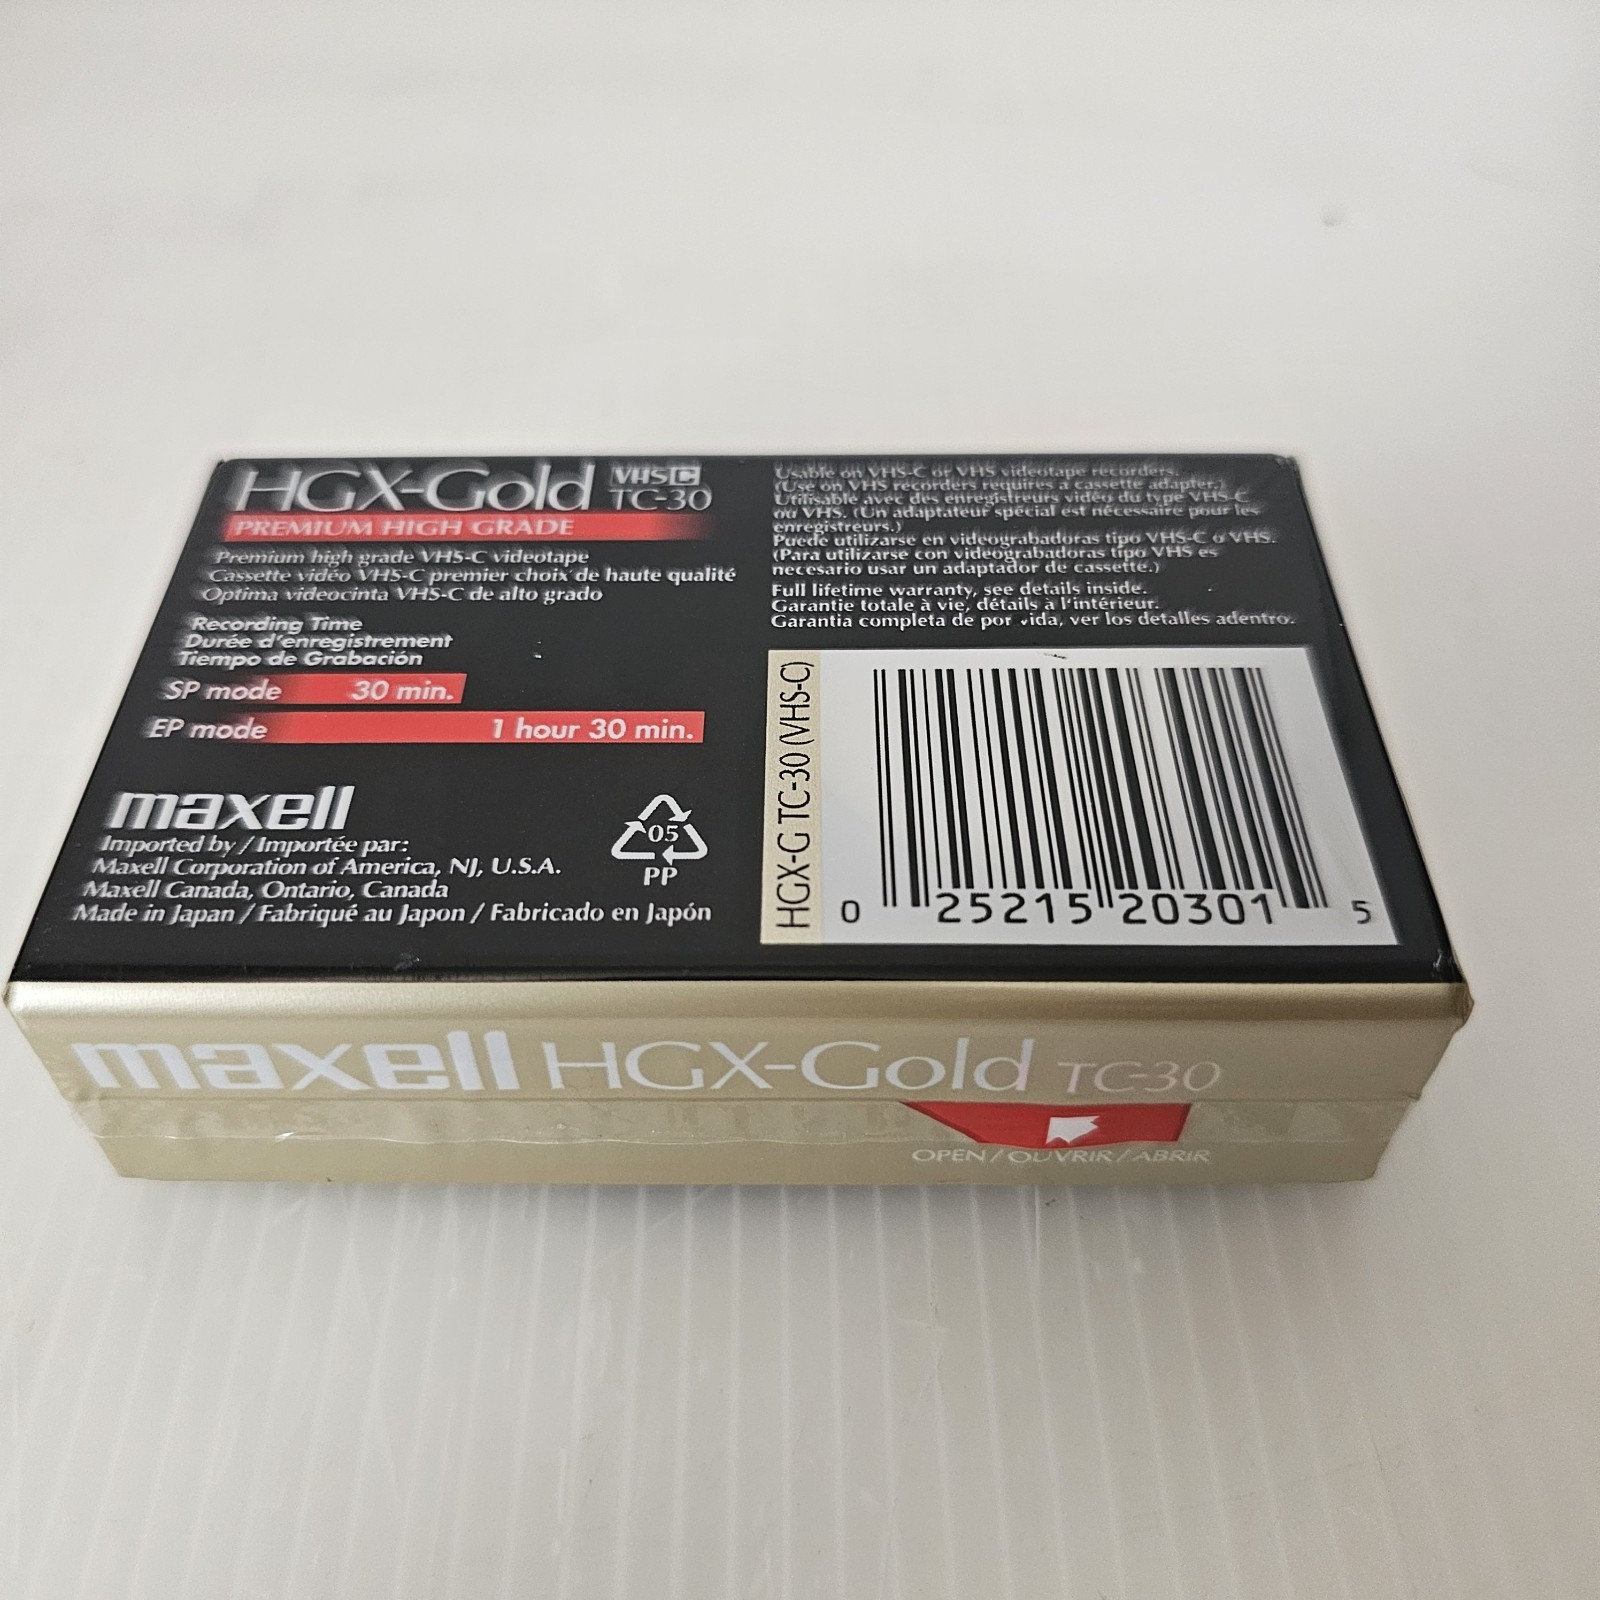 HGX-Gold VHS C
TC-30
PREMIUM HIGH GRADE
Premium high grade VHS-C videotape
Cassette vidéo VHS-C premier choix de haute qualité
Optima videocinta VHS-C de alto grado
Recording Time
Durée d'enregistrement
Tiempo de Grabación
SP mode 30 min.
EP mode 1 hour 30 min.
maxell
Imported by / Importée par:
Maxell Corporation of America, NJ, U.S.A.
Maxell Canada, Ontario, Canada
Made in Japan / Fabriqué au Japon / Fabricado en Japón
05
PP
Usable on VHS-C or VHS videotape recorders.
(Use on VHS recorders requires a cassette adapter.)
Utilisable avec des enregistreurs vidéo du type VHS-C
ou VHS. (Un adaptateur spécial est nécessaire pour les
enregistreurs.)
Puede utilizarse en videograbadoras tipo VHS-C o VHS.
(Para utilizarse con videograbadoras tipo VHS es
necesario usar un adaptador de cassette.)
Full lifetime warranty, see details inside.
Garantie totale à vie, détails à l'intérieur.
Garantia completa de por vida, ver los detalles adentro.
HGX-G TC-30 (VHS-C)
0 25215 20301 5
maxell HGX-Gold TC-30
OPEN / OUVRIR / ABRIR